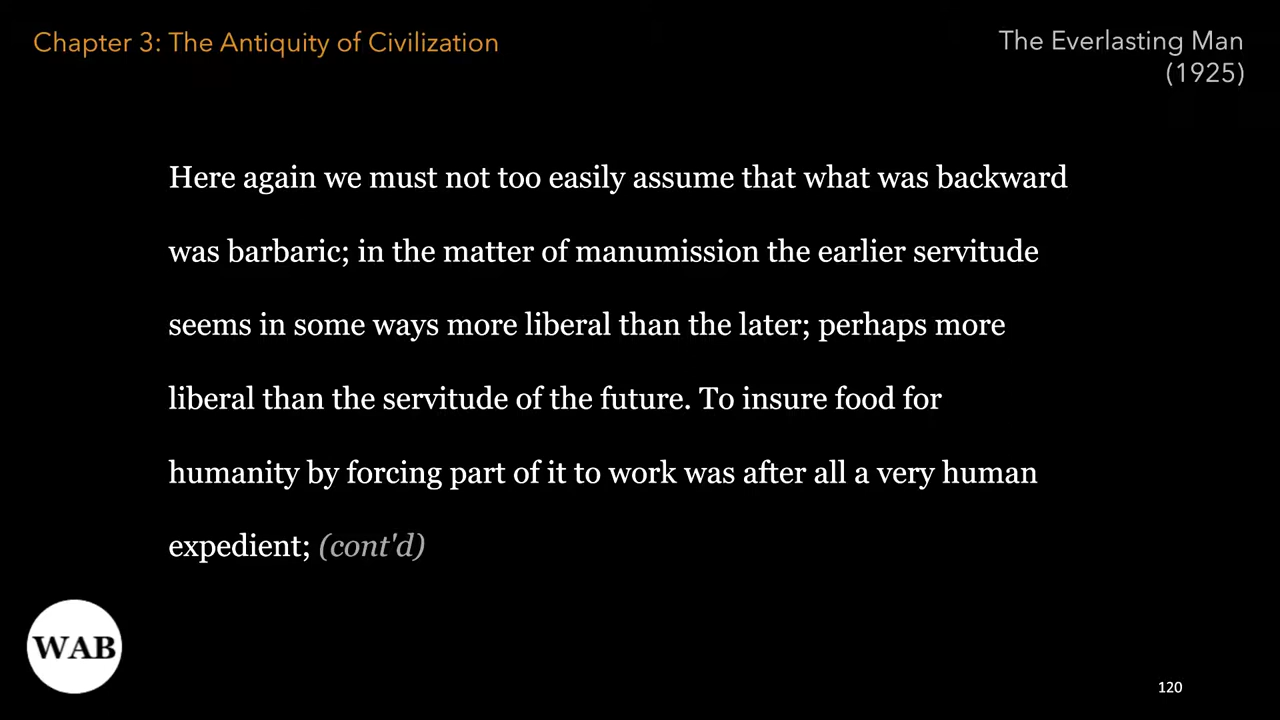 Chapter 3: The Antiquity of Civilization
The Everlasting Man
(1925)
Here again we must not too easily assume that what was backward
was barbaric; in the matter of manumission the earlier servitude
seems in some ways more liberal than the later; perhaps more
liberal than the servitude of the future. To insure food for
humanity by forcing part of it to work was after all a very human
expedient; (cont'd)
WAB
120